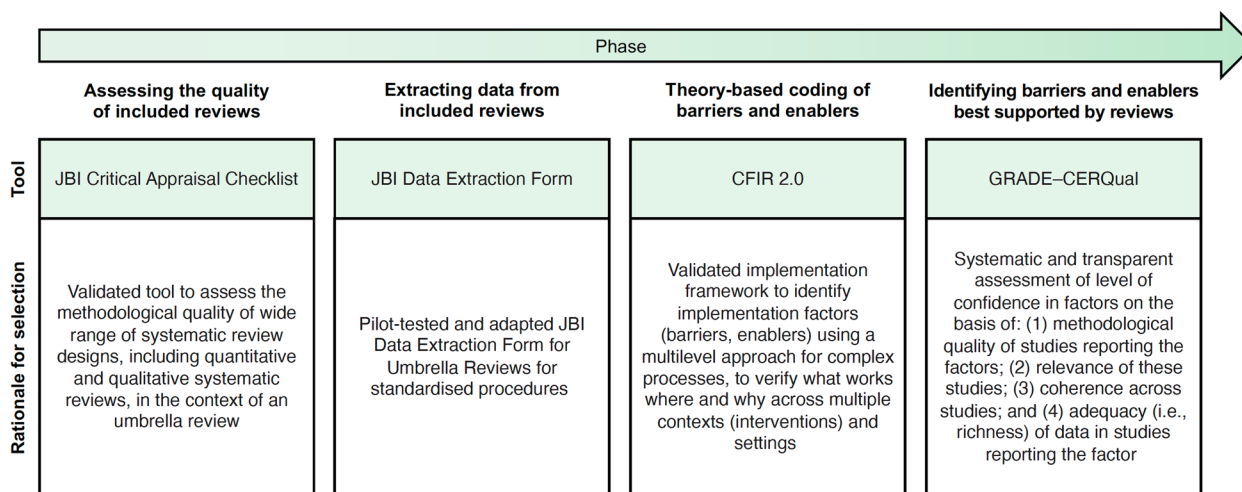 Phase
Assessing the quality
of included reviews
Extracting data from
included reviews
Theory-based coding of
barriers and enablers
Identifying barriers and enablers
best supported by reviews
Tool
JBI Critical Appraisal Checklist
JBI Data Extraction Form
CFIR 2.0
GRADE–CERQual
Rationale for selection
Validated tool to assess the
methodological quality of wide
range of systematic review
designs, including quantitative
and qualitative systematic
reviews, in the context of an
umbrella review
Pilot-tested and adapted JBI
Data Extraction Form for
Umbrella Reviews for
standardised procedures
Validated implementation
framework to identify
implementation factors
(barriers, enablers) using a
multilevel approach for complex
processes, to verify what works
where and why across multiple
contexts (interventions) and
settings
Systematic and transparent
assessment of level of
confidence in factors on the
basis of: (1) methodological
quality of studies reporting the
factors; (2) relevance of these
studies; (3) coherence across
studies; and (4) adequacy (i.e.,
richness) of data in studies
reporting the factor